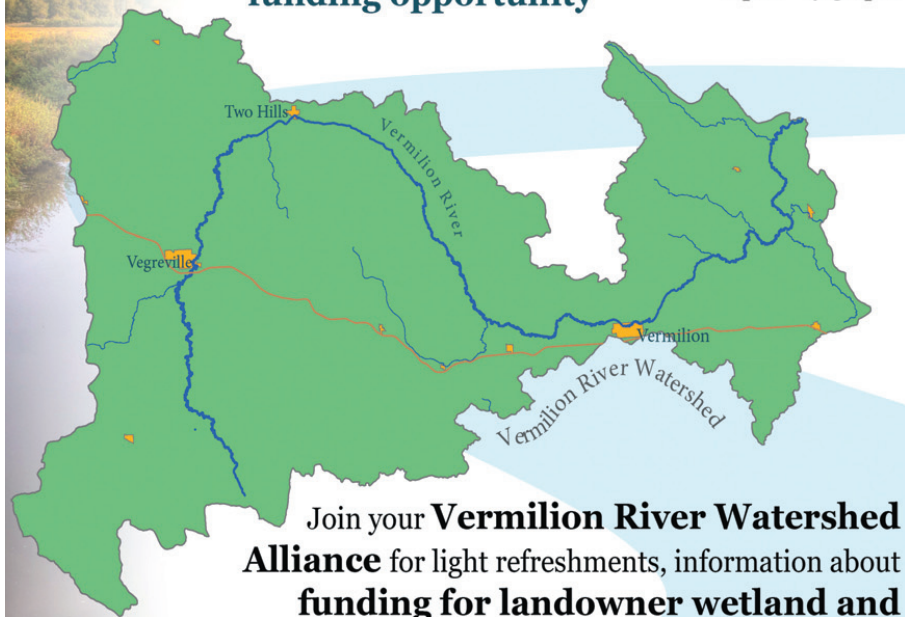 funding opportunity
Two Hills
Vermilion River
Vegreville
Vermilion
Vermilion River Watershed
Join your Vermilion River Watershed
Alliance for light refreshments, information about
funding for landowner wetland and